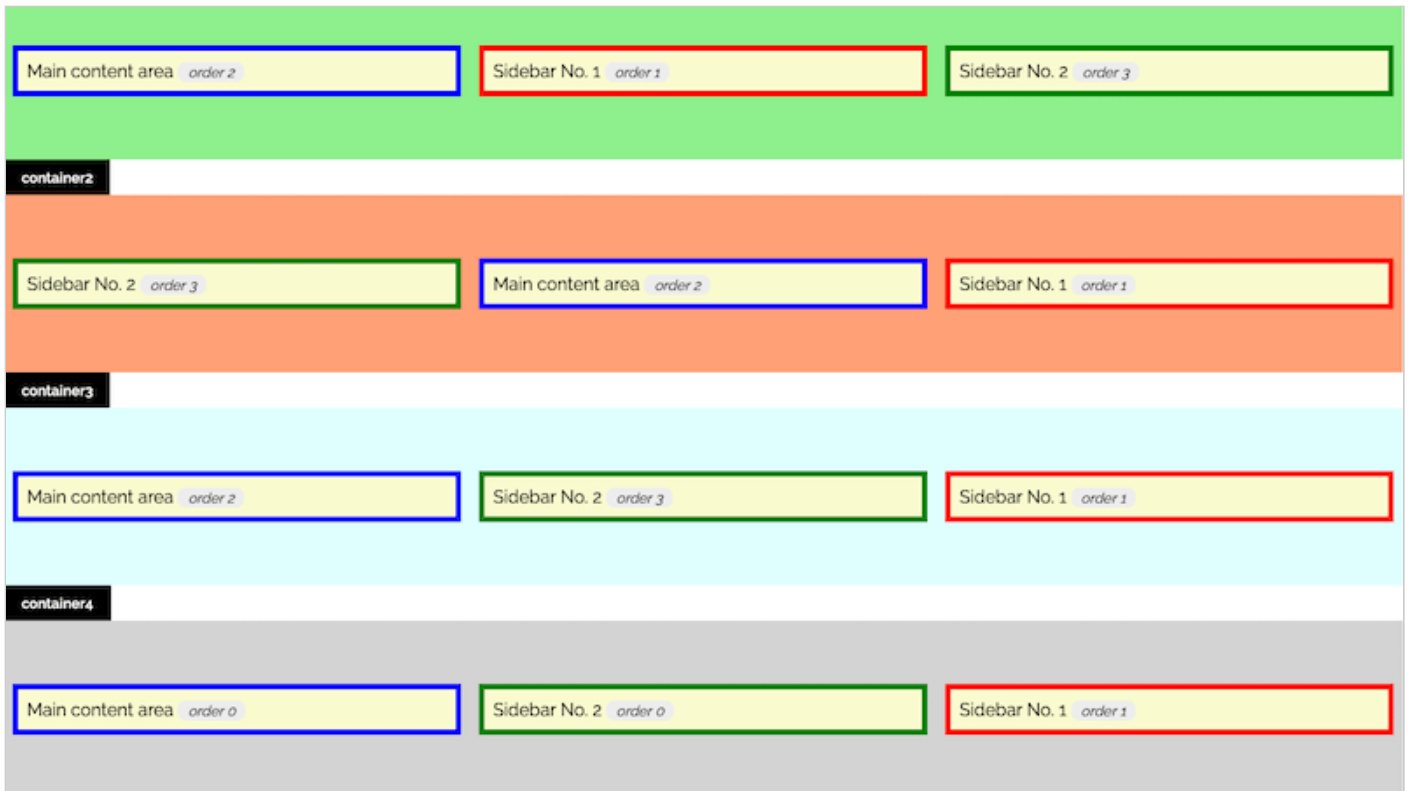 Main content area order 2 Sidebar No. 1 order 1 Sidebar No. 2 order 3
container2
Sidebar No. 2 order 3 Main content area order 2 Sidebar No. 1 order 1
container3
Main content area order 2 Sidebar No. 2 order 3 Sidebar No. 1 order 1
container4
Main content area order 0 Sidebar No. 2 order 0 Sidebar No. 1 order 1